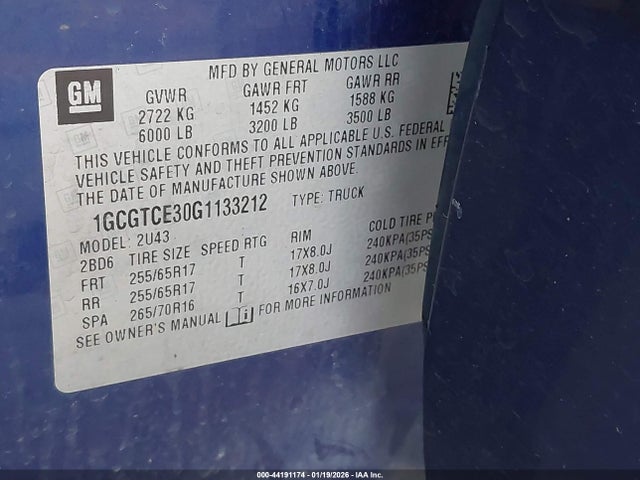 GM
MFD BY GENERAL MOTORS LLC
GVWR GAWR FRT GAWR RR
2722 KG 1452 KG 1588 KG
6000 LB 3200 LB 3500 LB
THIS VEHICLE CONFORMS TO ALL APPLICABLE U.S. FEDERAL
VEHICLE SAFETY AND THEFT PREVENTION STANDARDS IN EFF
THE DATE OF MANUFACTURE SHOWN ABOVE.
1GCGTCE30G1133212 TYPE: TRUCK
MODEL: 2U43
2BD6 TIRE SIZE SPEED RTG RIM COLD TIRE P
FRT 255/65R17 T 17X8.0J 240KPA(35PS
RR 255/65R17 T 17X8.0J 240KPA(35PS
SPA 265/70R16 T 16X7.0J 240KPA(35PS
SEE OWNER'S MANUAL FOR MORE INFORMATION
000-44191174 - 01/19/2026 - IAA Inc.